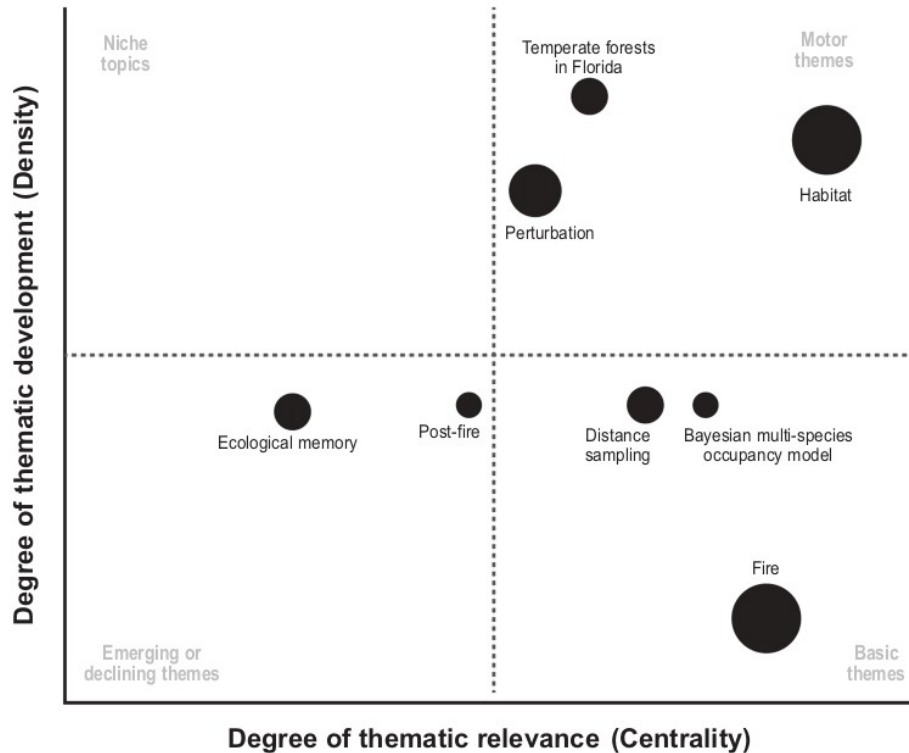 Degree of thematic development (Density)
Niche
topics
Temperate forests
in Florida
Motor
themes
Habitat
Perturbation
Ecological memory
Post-fire
Distance
sampling
Bayesian multi-species
occupancy model
Fire
Emerging or
declining themes
Basic
themes
Degree of thematic relevance (Centrality)